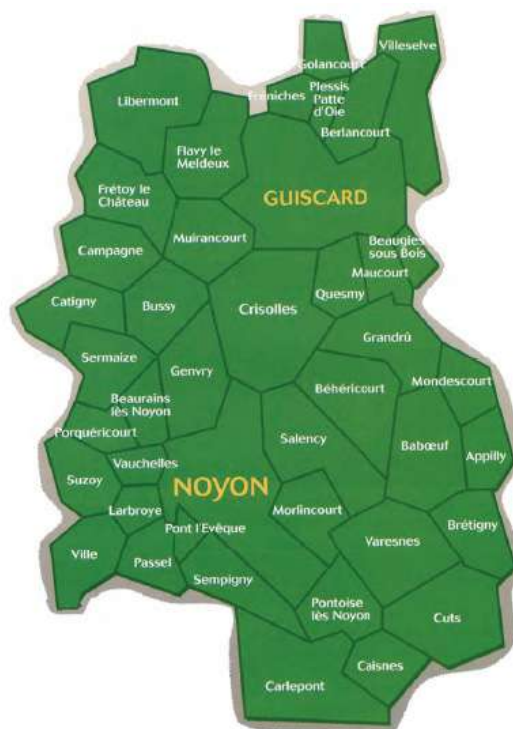 Villeselve
Golancourt
Fréniches
Plessis
Patte
d'Oie
Libermont
Berlancourt
Flavy le
Meldeux
Frétoy le
Château
GUISCARD
Muirancourt
Campagne
Beaugies
sous Bois
Maucourt
Quesmy
Catigny
Bussy
Crisolles
Grandrû
Sermaize
Genvry
Béhéricourt
Mondescourt
Beaurains
lès Noyon
Porquéricourt
Salency
Babœuf
Appilly
Vauchelles
Suzoy
NOYON
Larbroye
Morlincourt
Pont l'Evêque
Brétigny
Varesnes
Ville
Passel
Sempigny
Pontoise
lès Noyon
Cuts
Caisnes
Carlepont